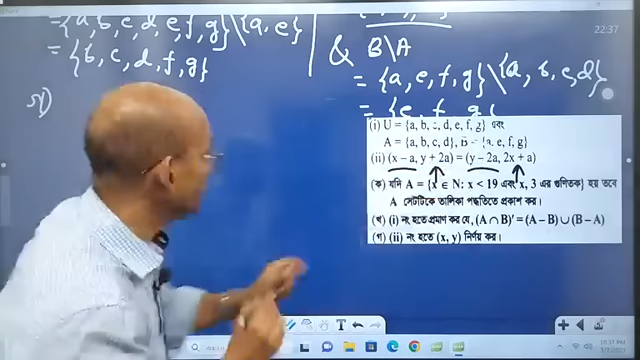 = {a, b, c, d, e, f, g} \ {a, e}
= {b, c, d, f, g}
& B\A
= {a, e, f, g} \ {a, b, c, d}
= {e, f, g
(i) U = {a, b, c, d, e, f, g} এবং
A = {a, b, c, d}, B = {a, e, f, g}
(ii) (x – a, y + 2a) = (y – 2a, 2x + a)
(ক) যদি A = {x ∈ N: x < 19 এবং x, 3 এর গুণিতক} হয় তবে
A সেটটিকে তালিকা পদ্ধতিতে প্রকাশ কর।
(খ) (i) নং হতে প্রমাণ কর যে, (A ∩ B)′ = (A – B) ∪ (B – A)
(গ) (ii) নং হতে (x, y) নির্ণয় কর।
22:37